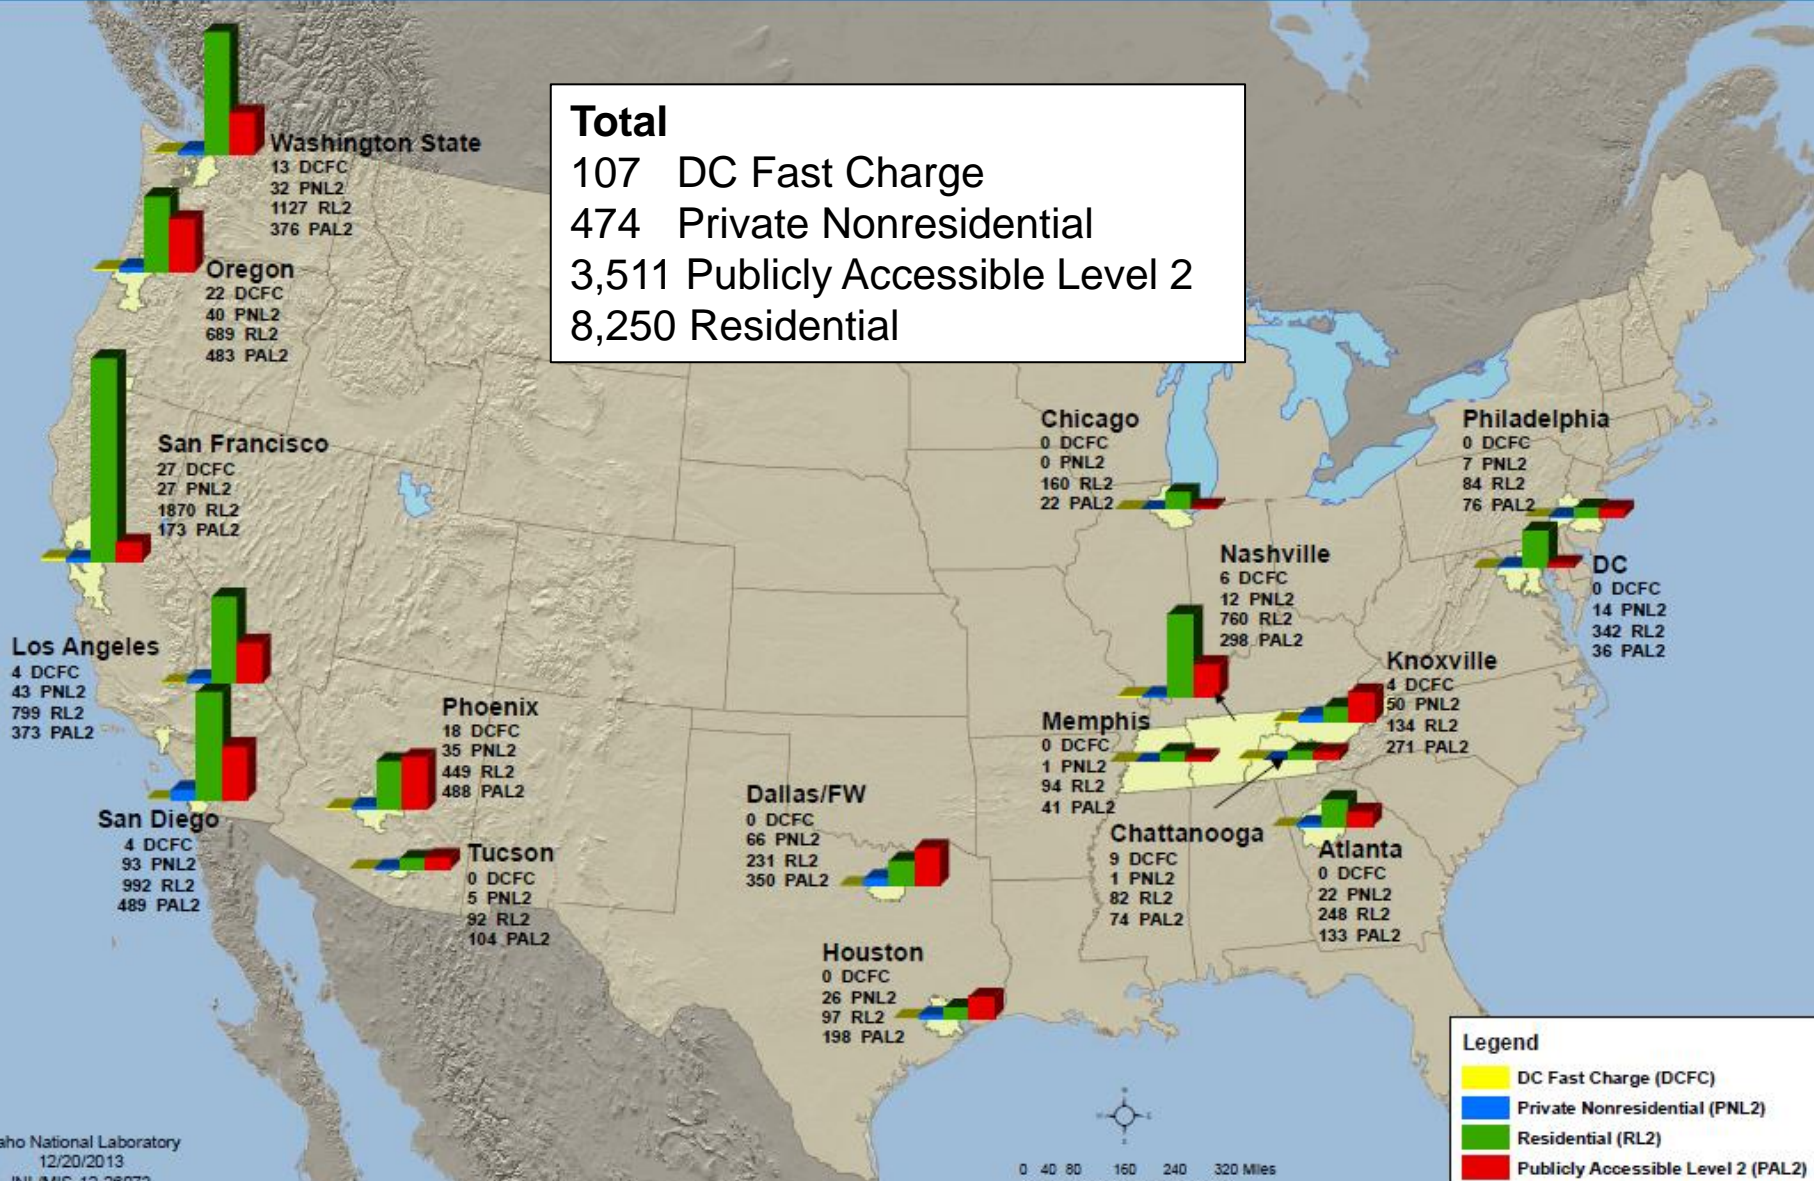 Total
107 DC Fast Charge
474 Private Nonresidential
3,511 Publicly Accessible Level 2
8,250 Residential
Washington State
13 DCFC
32 PNL2
1127 RL2
376 PAL2
Oregon
22 DCFC
40 PNL2
689 RL2
483 PAL2
San Francisco
27 DCFC
27 PNL2
1870 RL2
173 PAL2
Los Angeles
4 DCFC
43 PNL2
799 RL2
373 PAL2
San Diego
4 DCFC
93 PNL2
992 RL2
489 PAL2
Phoenix
18 DCFC
35 PNL2
449 RL2
488 PAL2
Tucson
0 DCFC
5 PNL2
92 RL2
104 PAL2
Dallas/FW
0 DCFC
66 PNL2
231 RL2
350 PAL2
Houston
0 DCFC
26 PNL2
97 RL2
198 PAL2
Chicago
0 DCFC
0 PNL2
160 RL2
22 PAL2
Nashville
6 DCFC
12 PNL2
760 RL2
298 PAL2
Memphis
0 DCFC
1 PNL2
94 RL2
41 PAL2
Chattanooga
9 DCFC
1 PNL2
82 RL2
74 PAL2
Knoxville
4 DCFC
50 PNL2
134 RL2
271 PAL2
Atlanta
0 DCFC
22 PNL2
248 RL2
133 PAL2
Philadelphia
0 DCFC
7 PNL2
84 RL2
76 PAL2
DC
0 DCFC
14 PNL2
342 RL2
36 PAL2
Legend
DC Fast Charge (DCFC)
Private Nonresidential (PNL2)
Residential (RL2)
Publicly Accessible Level 2 (PAL2)
0 40 80 160 240 320 Miles
aho National Laboratory
12/20/2013